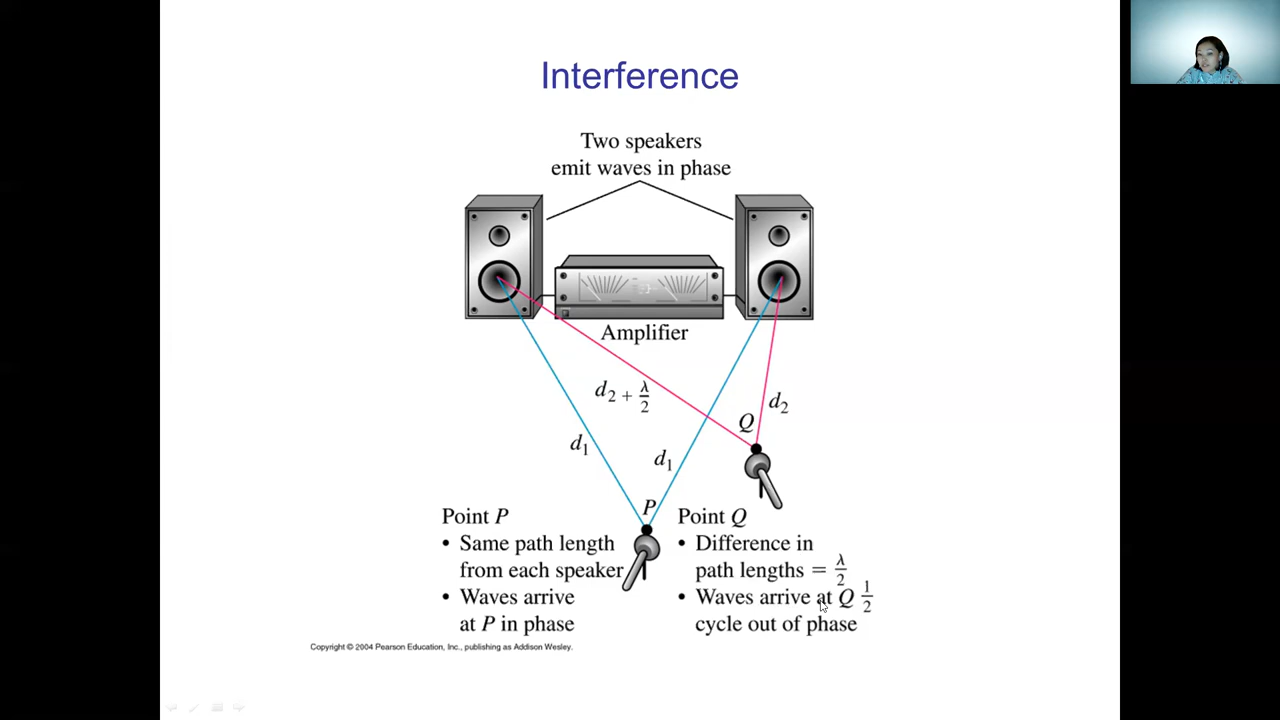 Interference
Two speakers
emit waves in phase
Amplifier
d₂ + λ/2
d₂
Q
d₁
d₁
P
Point P
• Same path length
from each speaker
• Waves arrive
at P in phase
Point Q
• Difference in
path lengths = λ/2
• Waves arrive at Q 1/2
cycle out of phase
Copyright © 2004 Pearson Education, Inc., publishing as Addison Wesley.